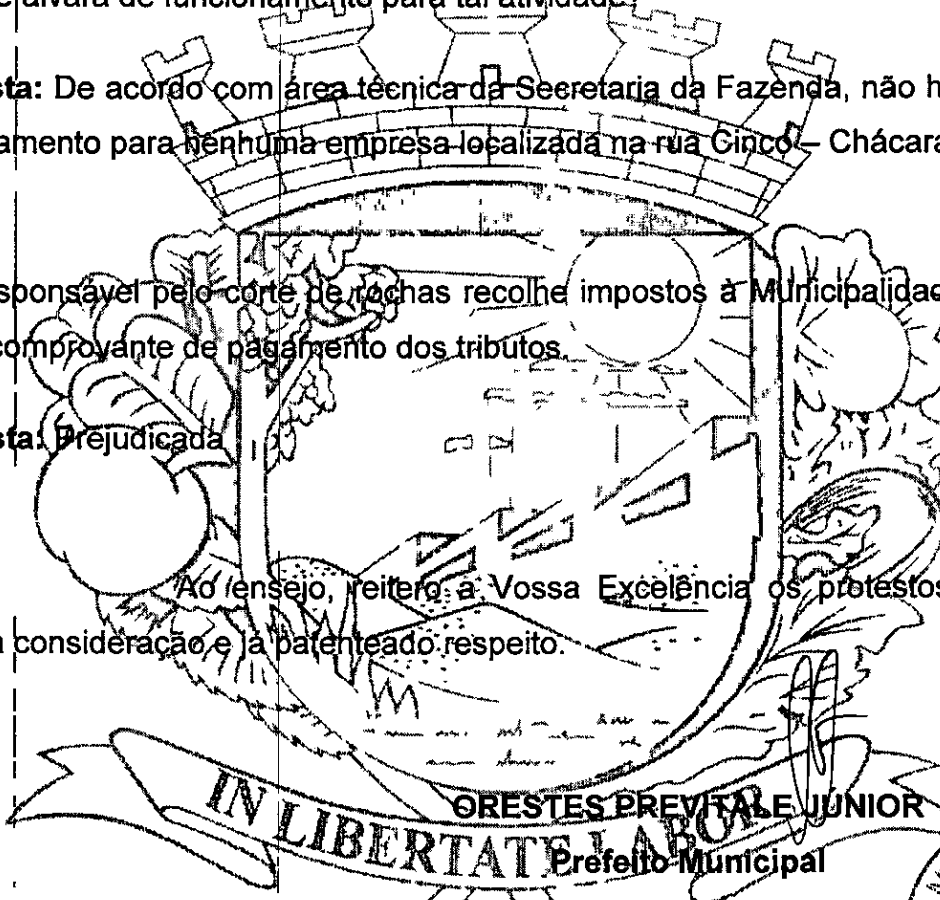 e alvará de funcionamento para tal atividade?
sta: De acordo com área técnica da Secretaria da Fazenda, não h
amento para nenhuma empresa localizada na rua Cinco – Chácara
sponsável pelo corte de rochas recolhe impostos à Municipalidad
comprovante de pagamento dos tributos.
sta: Prejudicada
Ao ensejo, reitero a Vossa Excelência os protestos
a consideração e já patenteado respeito.
ORESTES PREVITALE JUNIOR
Prefeito Municipal
IN LIBERTATE LABOR